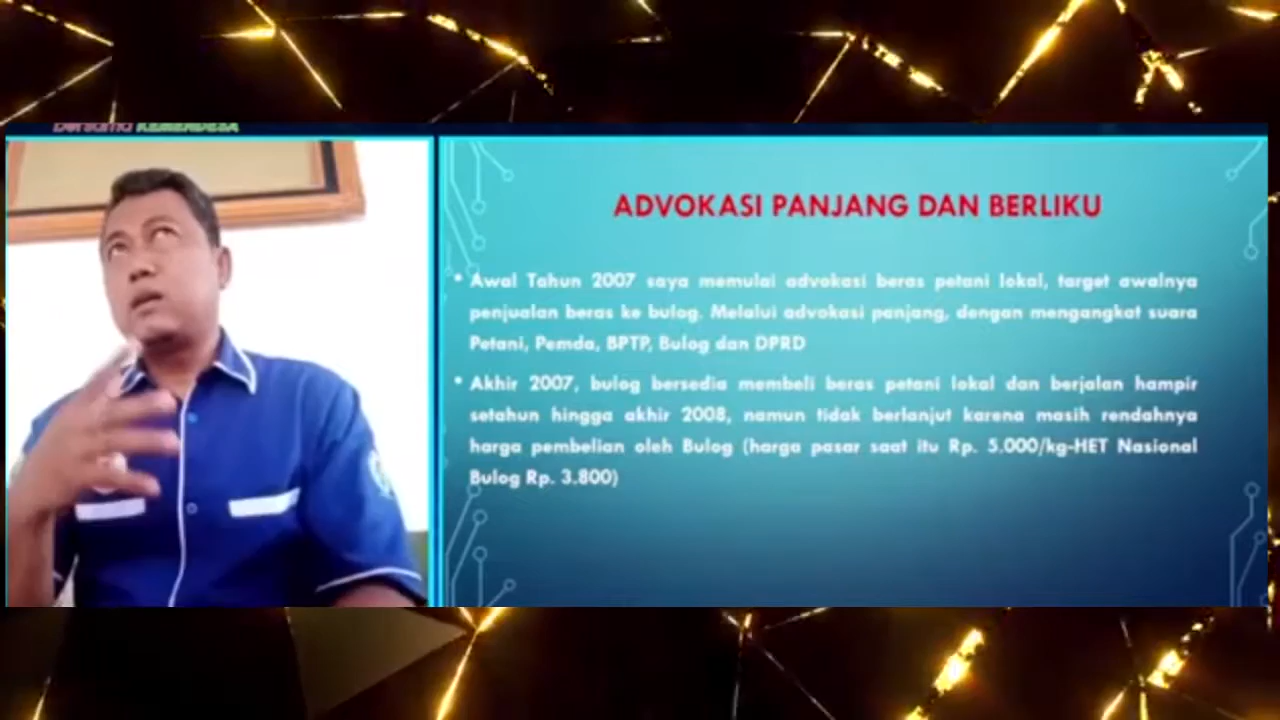 Bersama KEMENDESA
ADVOKASI PANJANG DAN BERLIKU
• Awal Tahun 2007 saya memulai advokasi beras petani lokal, target awalnya
penjualan beras ke bulog. Melalui advokasi panjang, dengan mengangkat suara
Petani, Pemda, BPTP, Bulog dan DPRD
• Akhir 2007, bulog bersedia membeli beras petani lokal dan berjalan hampir
setahun hingga akhir 2008, namun tidak berlanjut karena masih rendahnya
harga pembelian oleh Bulog (harga pasar saat itu Rp. 5.000/kg-HET Nasional
Bulog Rp. 3.800)